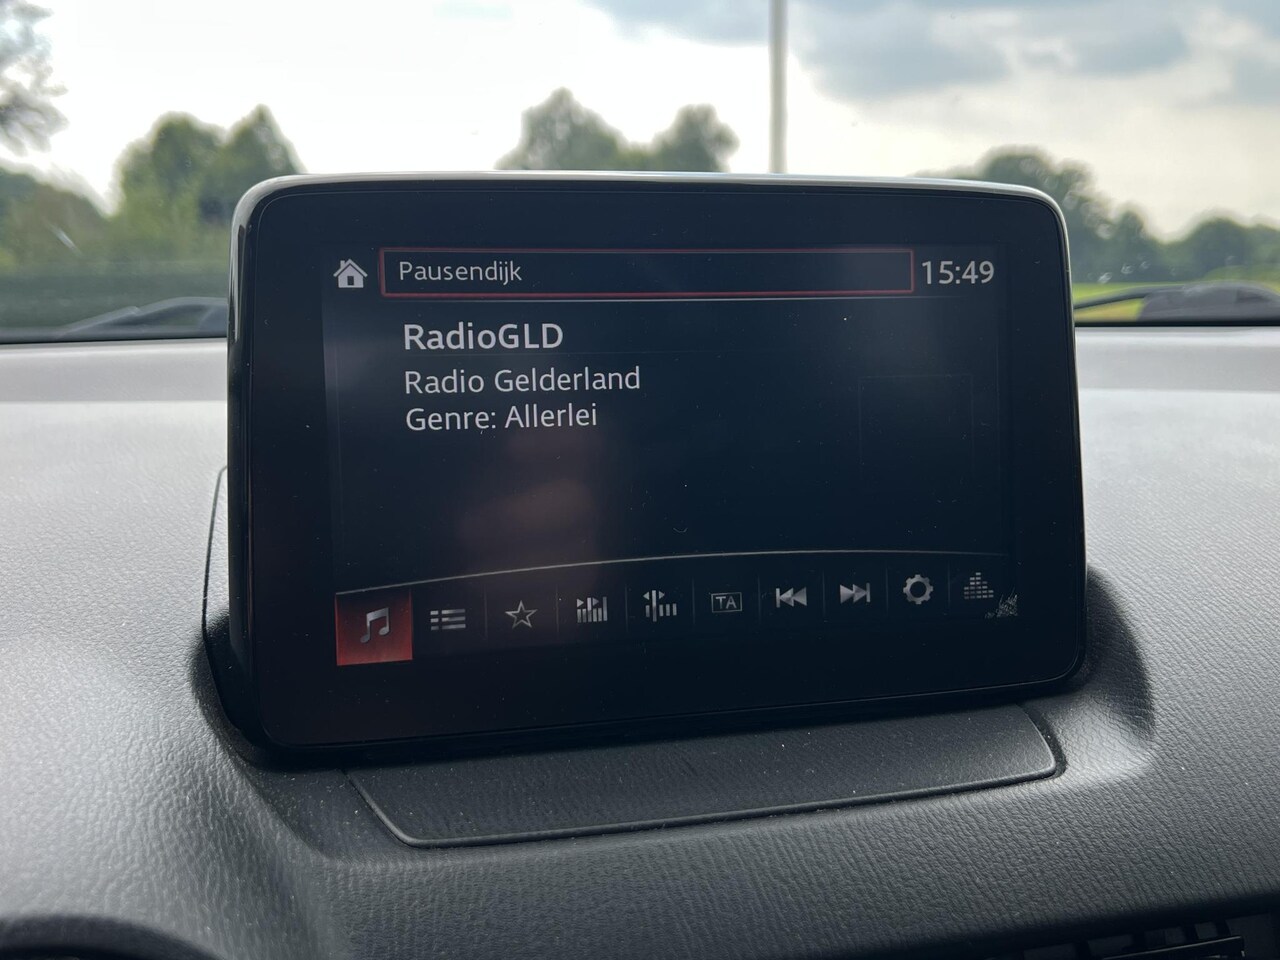 Pausendijk
15:49
RadioGLD
Radio Gelderland
Genre: Allerlei
TA